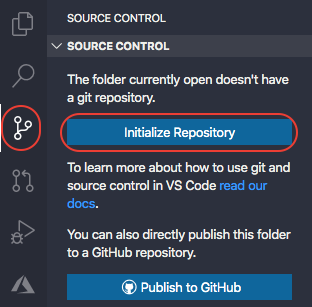 SOURCE CONTROL
SOURCE CONTROL
The folder currently open doesn't have
a git repository.
Initialize Repository
To learn more about how to use git and
source control in VS Code read our
docs.
You can also directly publish this folder
to a GitHub repository.
Publish to GitHub